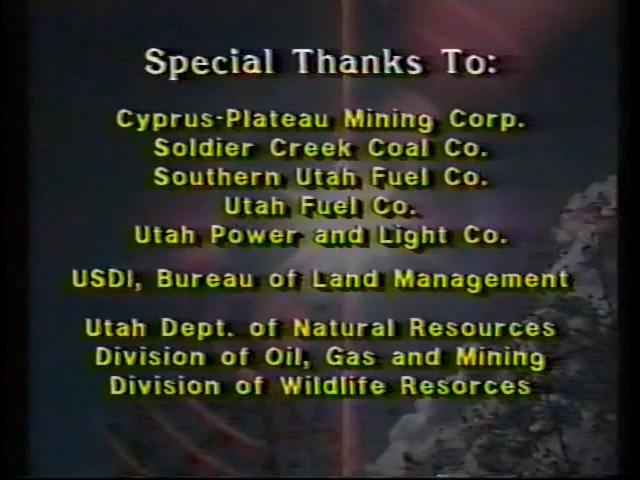 Special Thanks To:
Cyprus-Plateau Mining Corp.
Soldier Creek Coal Co.
Southern Utah Fuel Co.
Utah Fuel Co.
Utah Power and Light Co.
USDI, Bureau of Land Management
Utah Dept. of Natural Resources
Division of Oil, Gas and Mining
Division of Wildlife Resorces